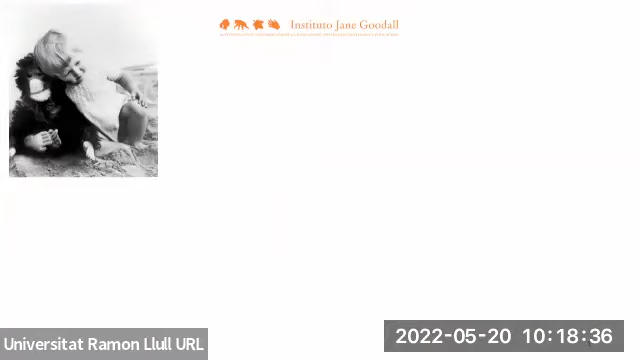 Instituto Jane Goodall
Universitat Ramon Llull URL
2022-05-20 10:18:36